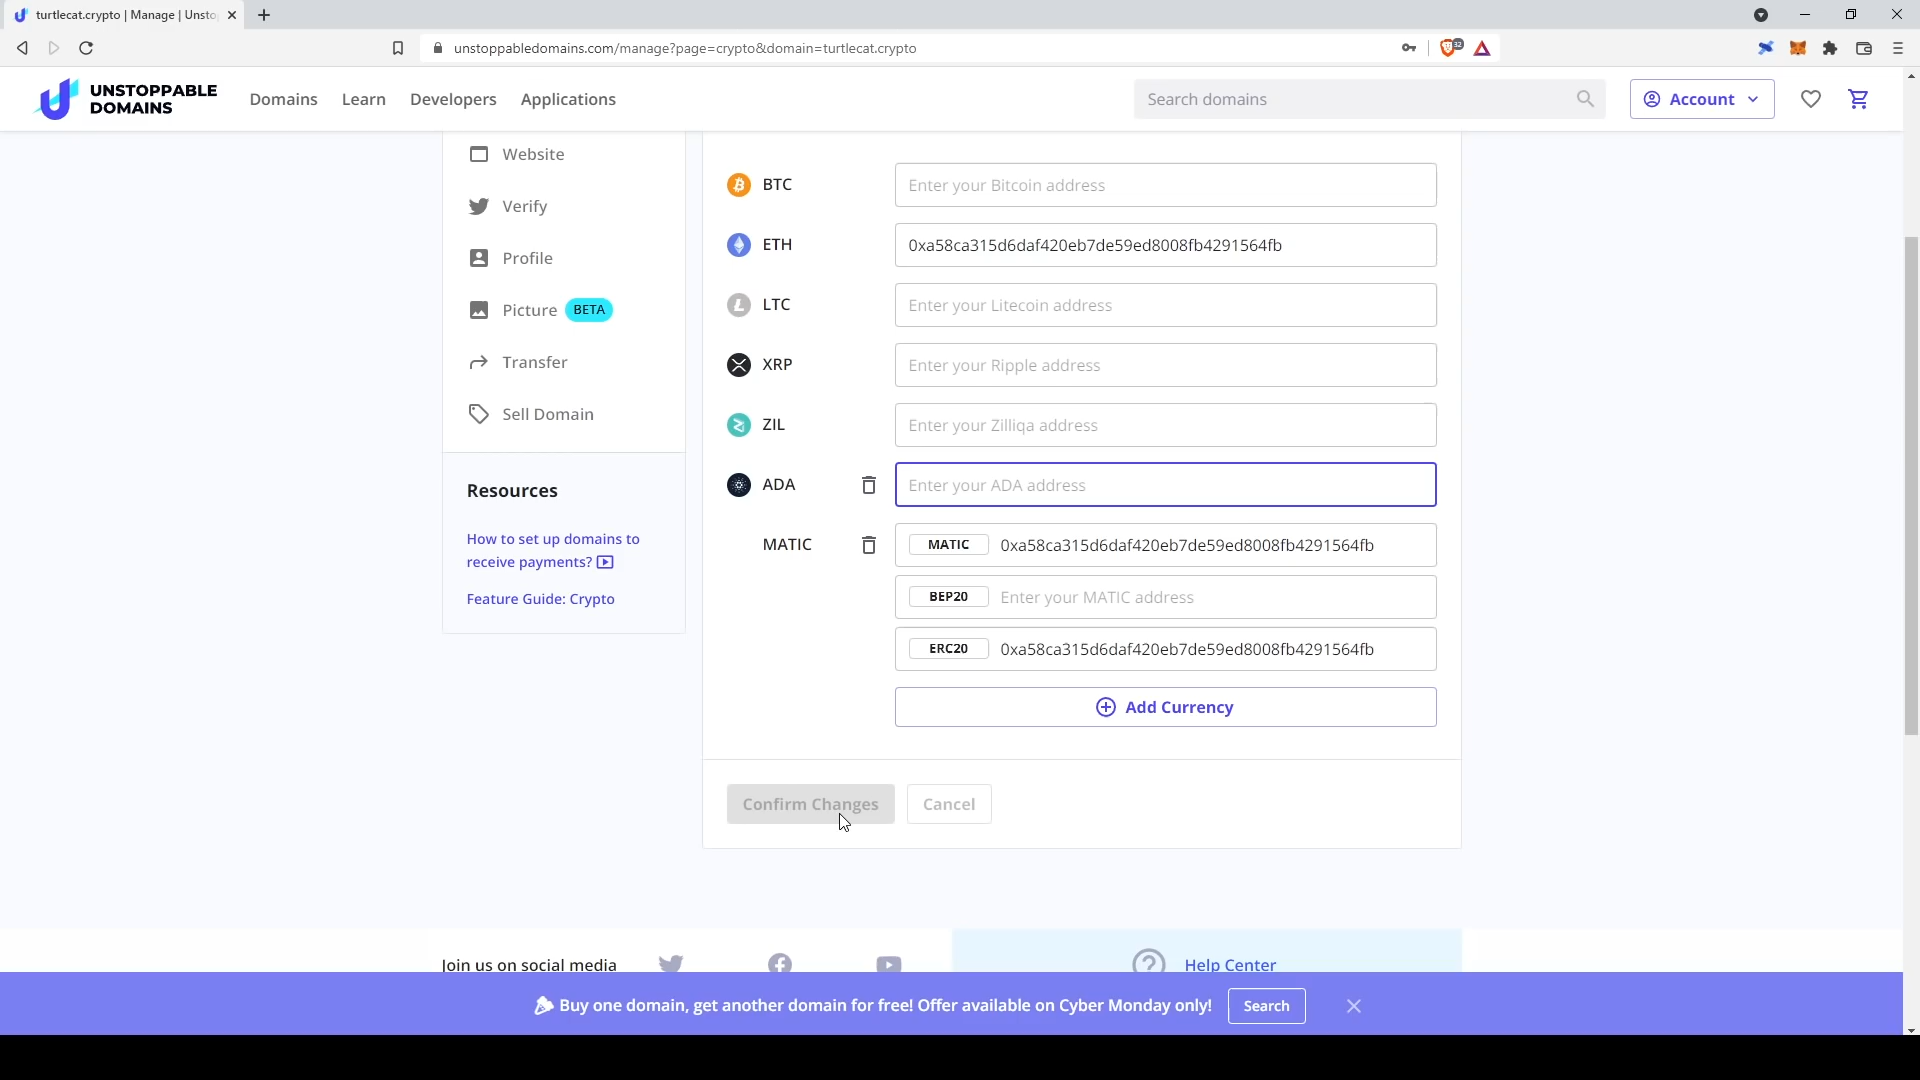 turtlecat.crypto | Manage | Unsto
unstoppabledomains.com/manage?page=crypto&domain=turtlecat.crypto
32
UNSTOPPABLE
DOMAINS
Domains Learn Developers Applications
Search domains
Account
Website
Verify
Profile
Picture BETA
Transfer
Sell Domain
Resources
How to set up domains to
receive payments?
Feature Guide: Crypto
BTC Enter your Bitcoin address
ETH 0xa58ca315d6daf420eb7de59ed8008fb4291564fb
LTC Enter your Litecoin address
XRP Enter your Ripple address
ZIL Enter your Zilliqa address
ADA Enter your ADA address
MATIC MATIC 0xa58ca315d6daf420eb7de59ed8008fb4291564fb
BEP20 Enter your MATIC address
ERC20 0xa58ca315d6daf420eb7de59ed8008fb4291564fb
Add Currency
Confirm Changes Cancel
Join us on social media
Help Center
Buy one domain, get another domain for free! Offer available on Cyber Monday only! Search